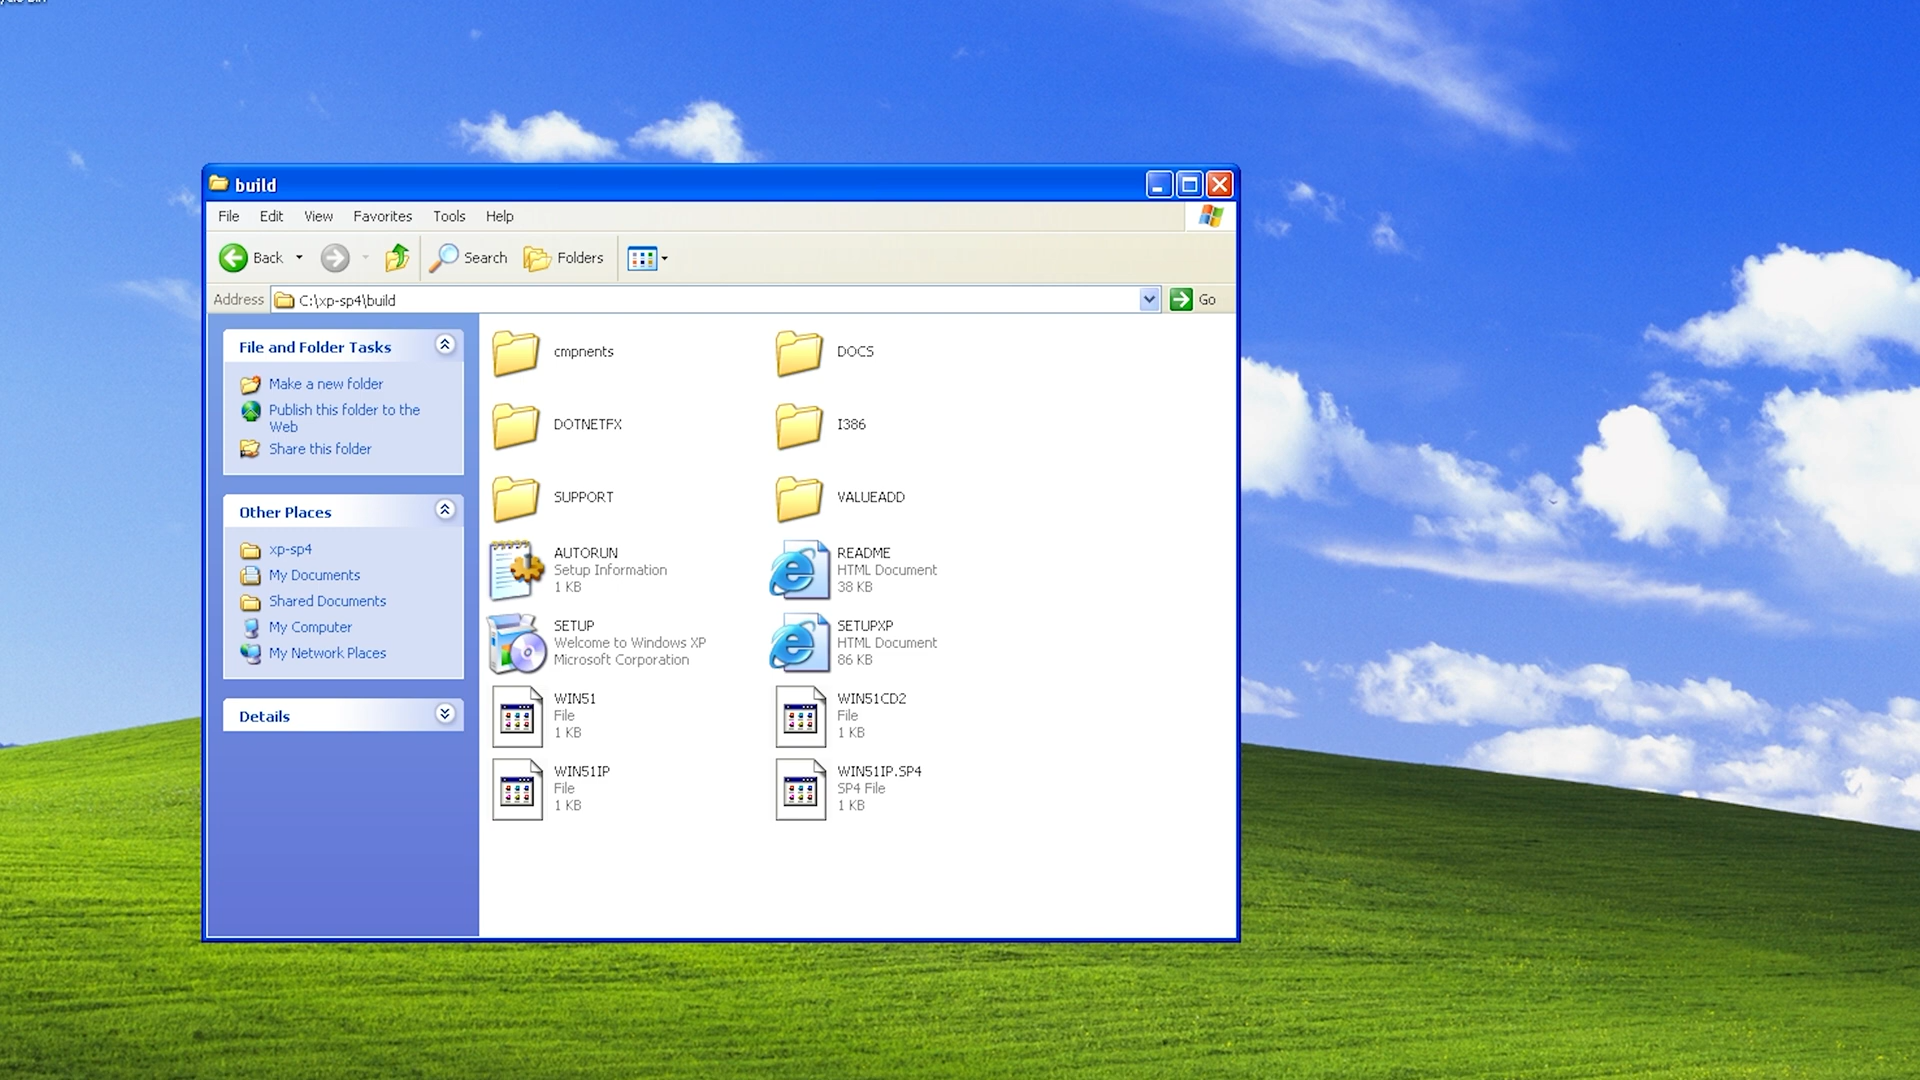 build
File Edit View Favorites Tools Help
Back Search Folders
Address C:\xp-sp4\build Go
File and Folder Tasks
Make a new folder
Publish this folder to the
Web
Share this folder
Other Places
xp-sp4
My Documents
Shared Documents
My Computer
My Network Places
Details
cmpnents
DOCS
DOTNETFX
I386
SUPPORT
VALUEADD
AUTORUN
Setup Information
1 KB
README
HTML Document
38 KB
SETUP
Welcome to Windows XP
Microsoft Corporation
SETUPXP
HTML Document
86 KB
WIN51
File
1 KB
WIN51CD2
File
1 KB
WIN51IP
File
1 KB
WIN51IP.SP4
SP4 File
1 KB